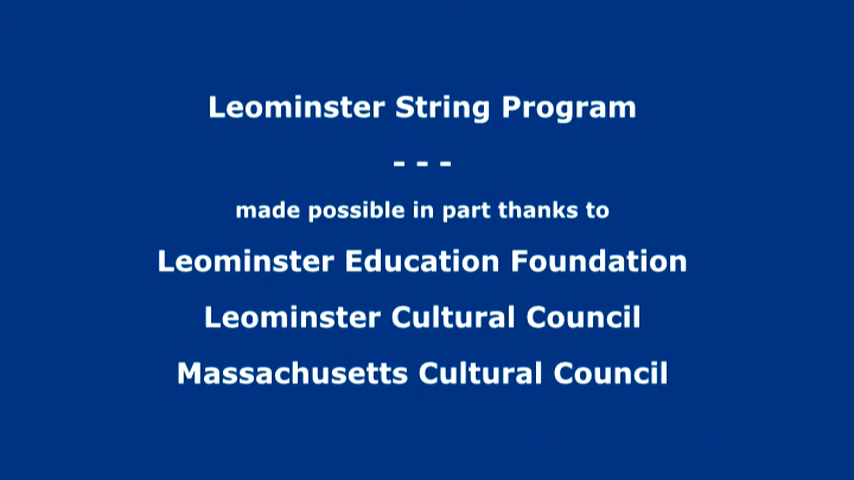 Leominster String Program
- - -
made possible in part thanks to
Leominster Education Foundation
Leominster Cultural Council
Massachusetts Cultural Council